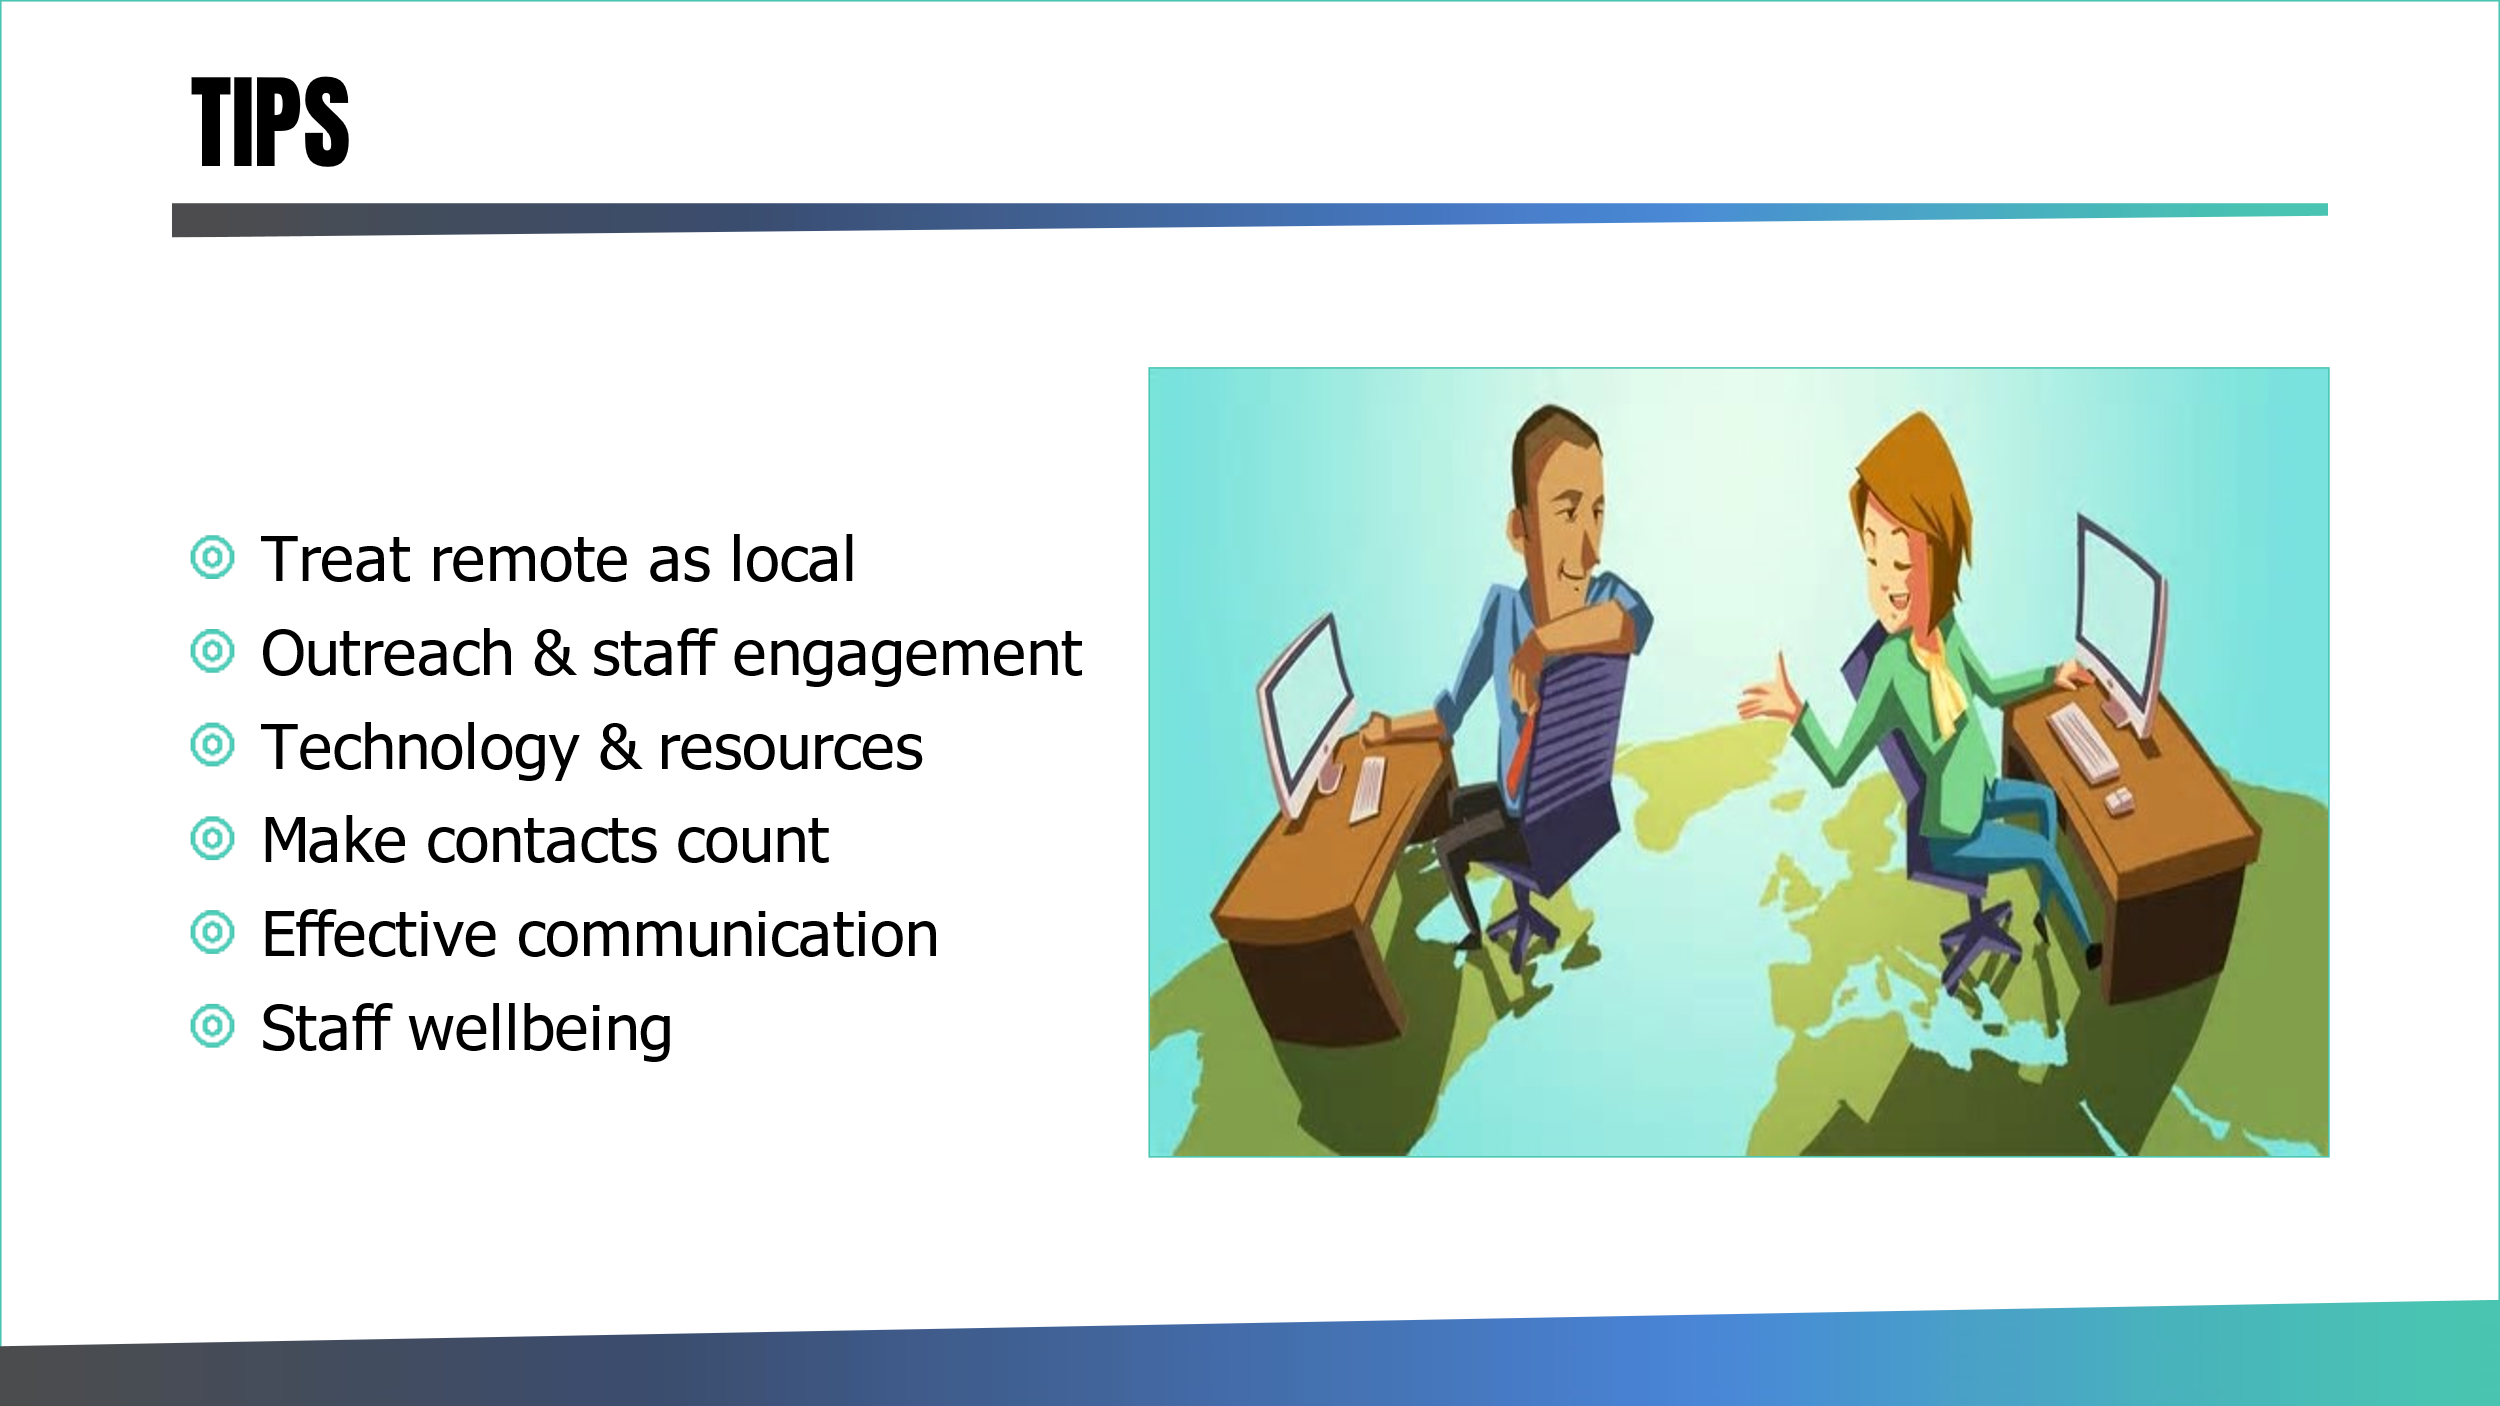 TIPS
Treat remote as local
Outreach & staff engagement
Technology & resources
Make contacts count
Effective communication
Staff wellbeing